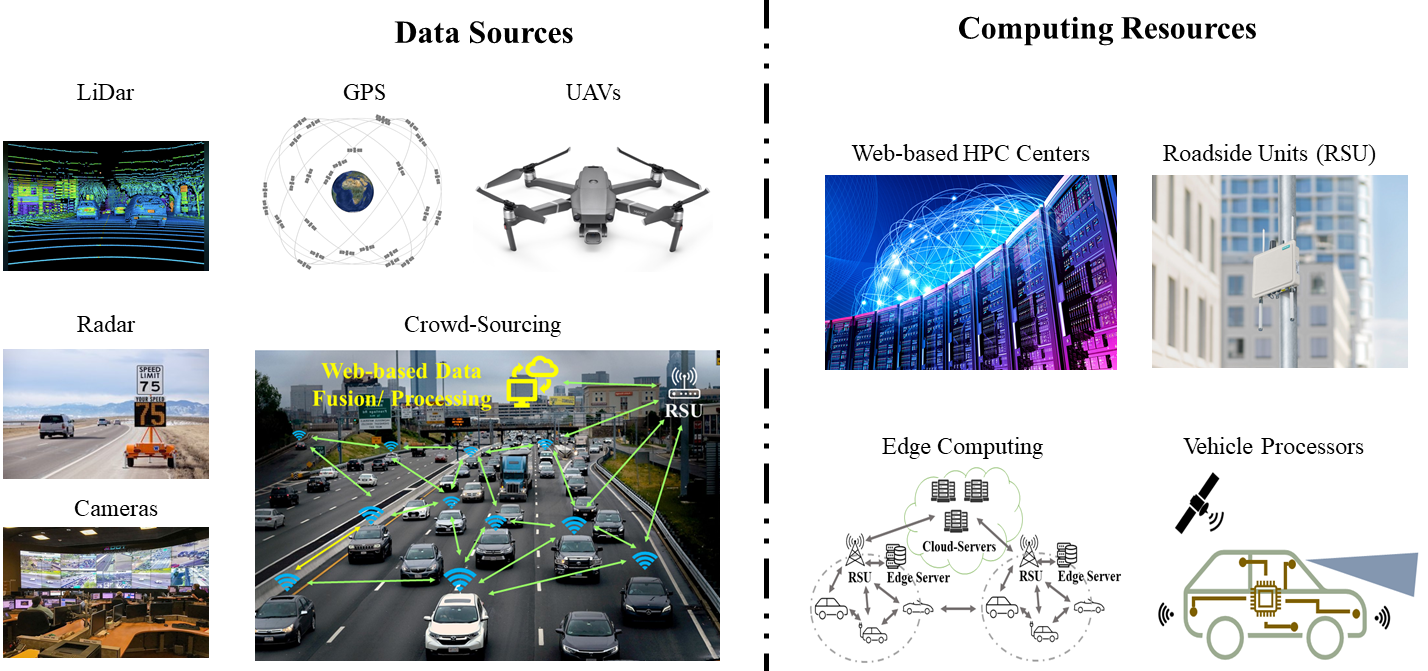 Data Sources
Computing Resources
LiDar
GPS
UAVs
Web-based HPC Centers
Roadside Units (RSU)
Radar
Crowd-Sourcing
SPEED
LIMIT
75
YOUR SPEED
75
Web-based Data
Fusion/ Processing
RSU
Cameras
Edge Computing
Vehicle Processors
Cloud-Servers
RSU
Edge Server
RSU
Edge Server